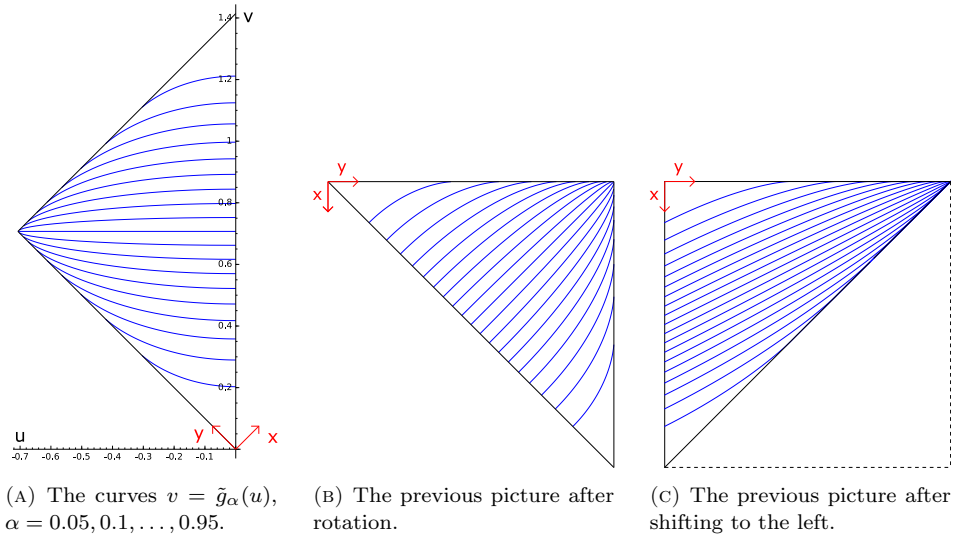 1.4
v
1.2
1
0.8
0.6
0.4
0.2
u
y
x
-0.7
-0.6
-0.5
-0.4
-0.3
-0.2
-0.1
y
x
y
x
(A) The curves v = g̃α(u),
α = 0.05, 0.1, . . . , 0.95.
(B) The previous picture after
rotation.
(C) The previous picture after
shifting to the left.